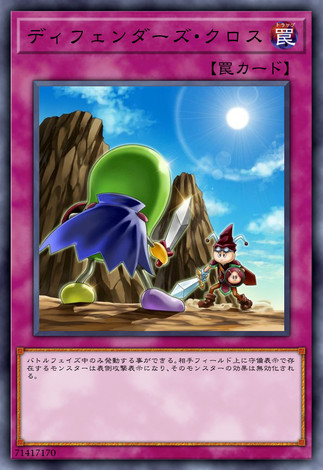 ディフェンダーズ・クロス
トラップ
罠
【罠カード】
バトルフェイズ中のみ発動する事ができる。相手フィールド上に守備表示で存
在するモンスターは表側攻撃表示になり、そのモンスターの効果は無効化され
る。
71417170